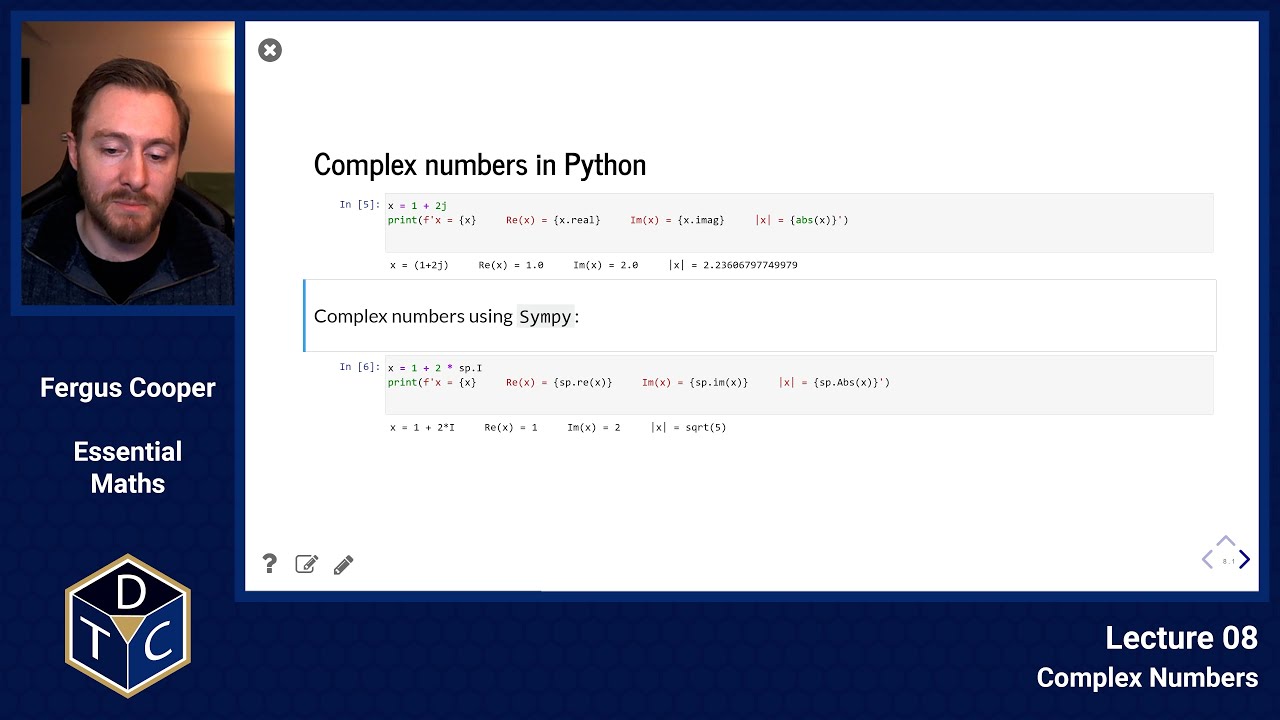 Complex numbers in Python
In [5]: x = 1 + 2j
print(f'x = {x}     Re(x) = {x.real}     Im(x) = {x.imag}     |x| = {abs(x)}')
x = (1+2j)     Re(x) = 1.0     Im(x) = 2.0     |x| = 2.23606797749979
Complex numbers using Sympy:
In [6]: x = 1 + 2 * sp.I
print(f'x = {x}     Re(x) = {sp.re(x)}     Im(x) = {sp.im(x)}     |x| = {sp.Abs(x)}')
x = 1 + 2*I     Re(x) = 1     Im(x) = 2     |x| = sqrt(5)
?
8.1
Fergus Cooper
Essential
Maths
D
T C
Lecture 08
Complex Numbers